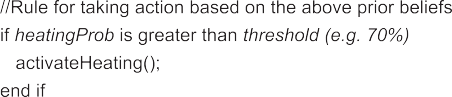 //Rule for taking action based on the above prior beliefs
if heatingProb is greater than threshold (e.g. 70%)
activateHeating();
end if